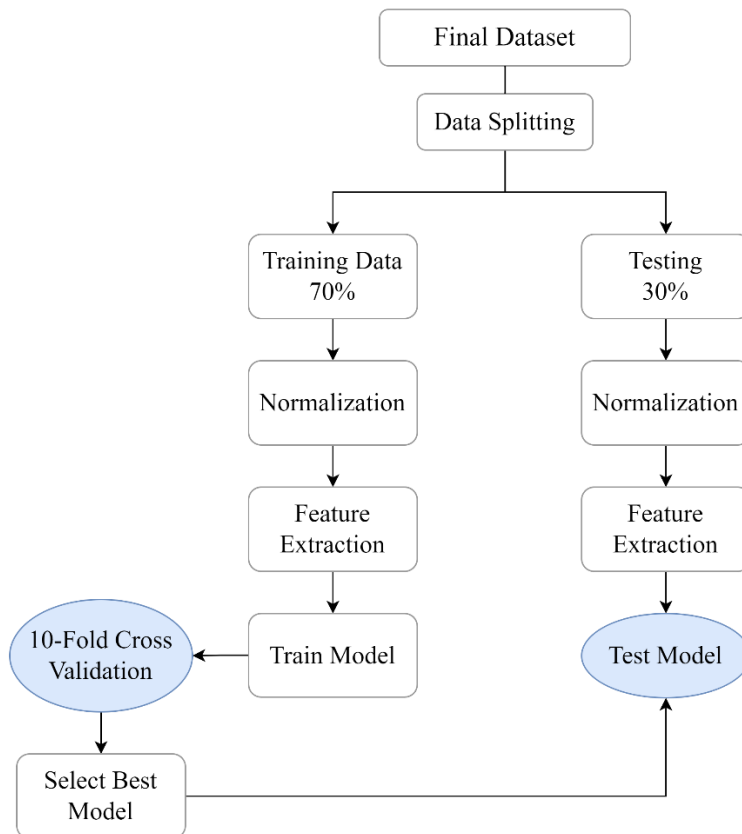 Final Dataset
Data Splitting
Training Data
70%
Testing
30%
Normalization
Normalization
Feature
Extraction
Feature
Extraction
10-Fold Cross
Validation
Train Model
Test Model
Select Best
Model